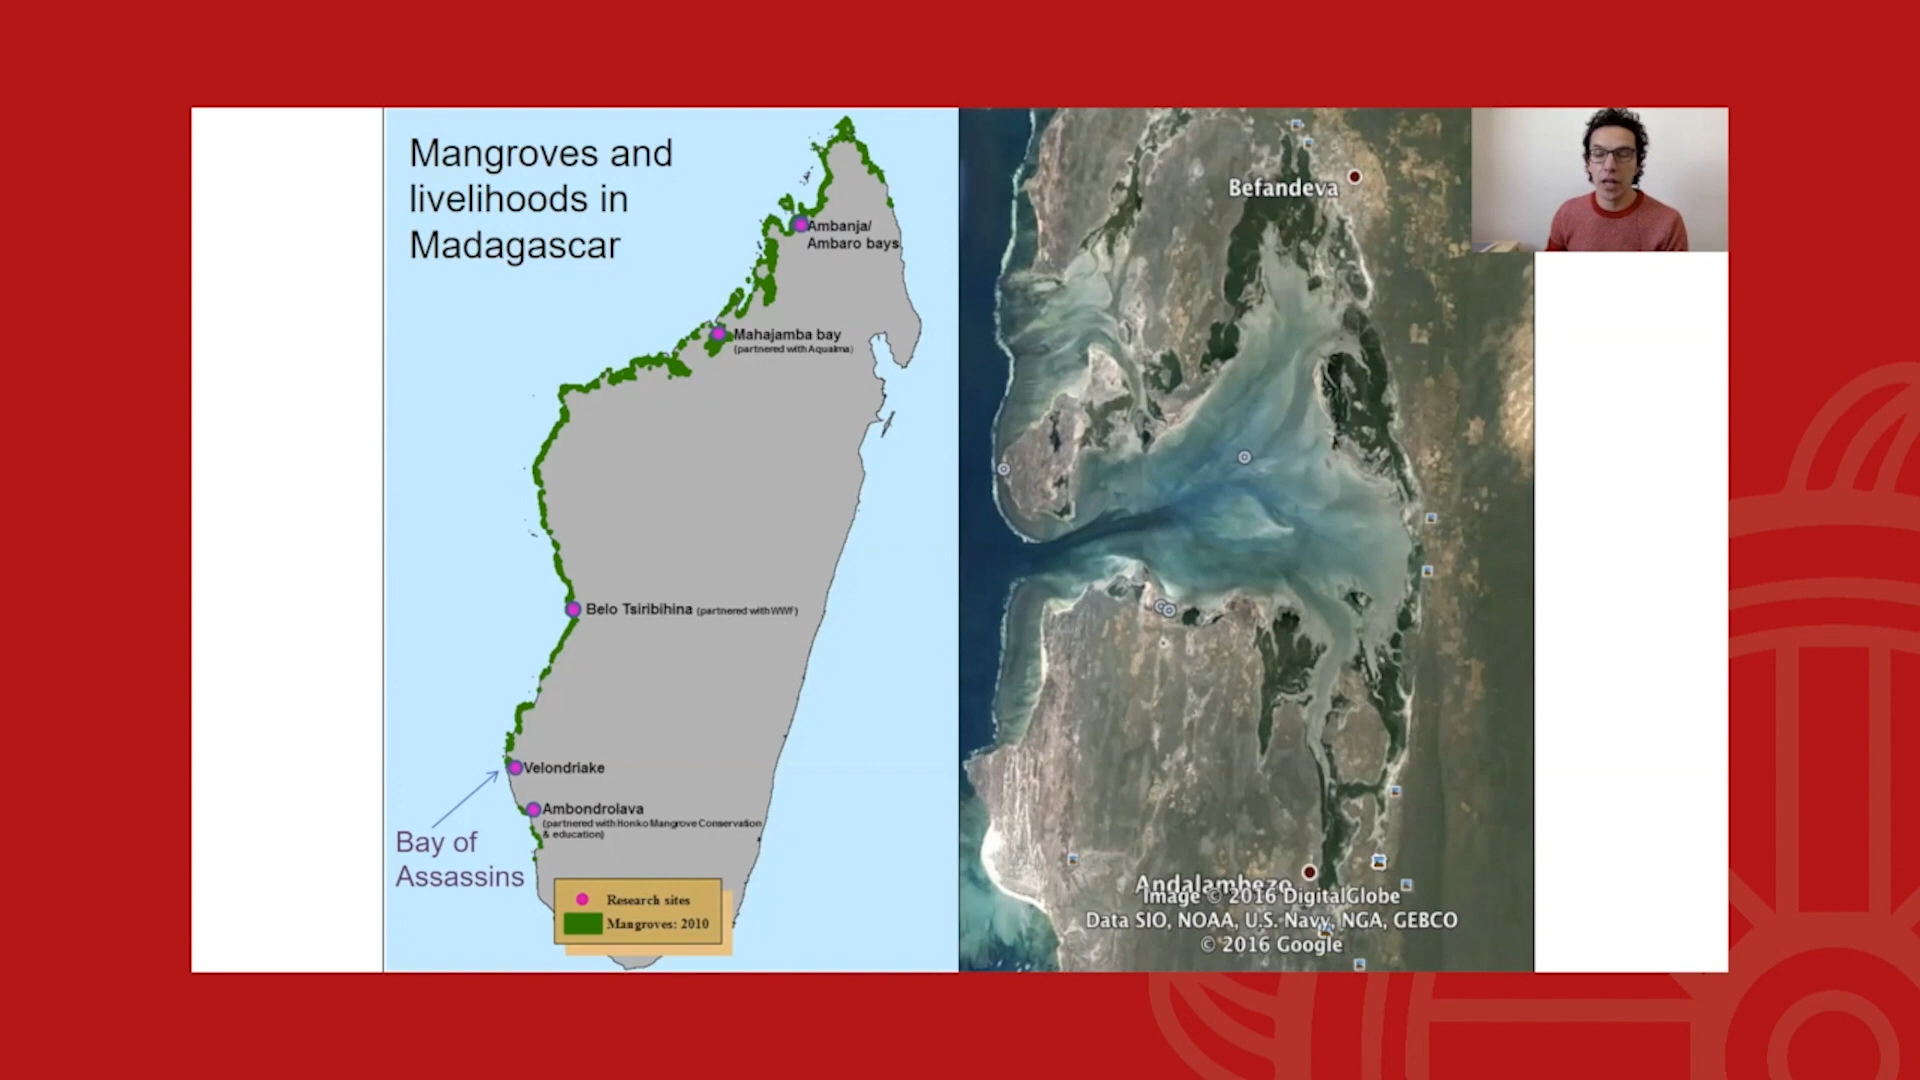 Mangroves and
livelihoods in
Madagascar
Ambanja/
Ambaro bays
Mahajamba bay
(partnered with Aqualma)
Belo Tsiribihina (partnered with WWF)
Velondriake
Ambondrolava
(partnered with Honko Mangrove Conservation
& education)
Bay of
Assassins
Research sites
Mangroves: 2010
Befandeva
Andalambezo
Image © 2016 DigitalGlobe
Data SIO, NOAA, U.S. Navy, NGA, GEBCO
© 2016 Google